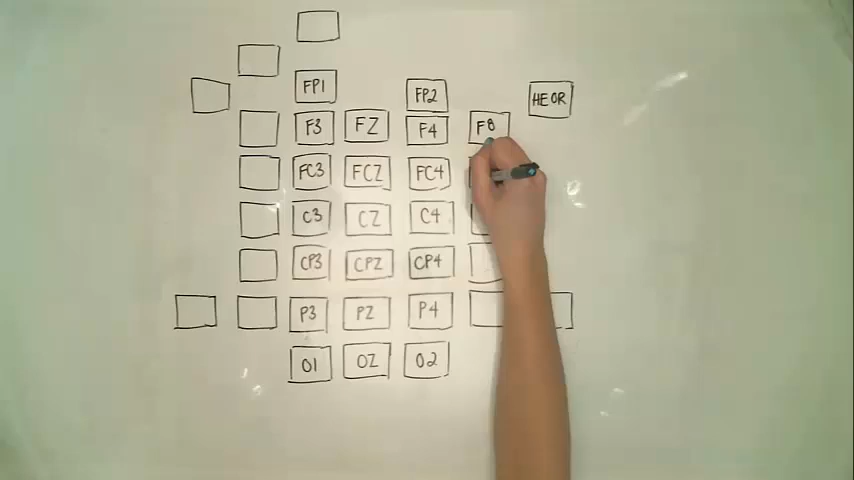 FP1 FP2 HEOR
F3 FZ F4 F8
FC3 FCZ FC4
C3 CZ C4
CP3 CPZ CP4
P3 PZ P4
O1 OZ O2